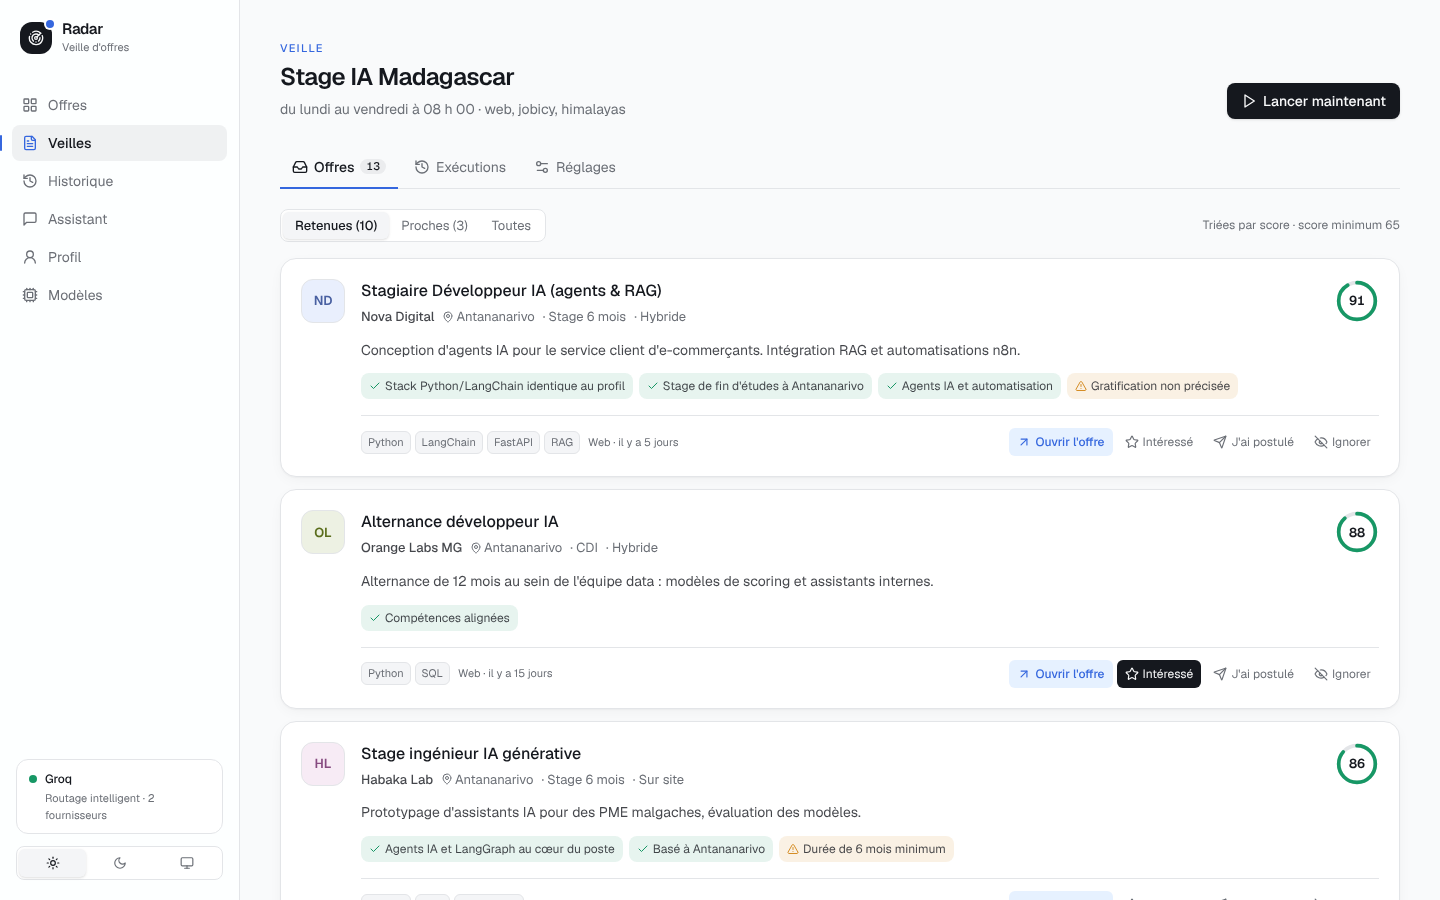 Radar
Veille d'offres
Offres
Veilles
Historique
Assistant
Profil
Modèles
Groq
Routage intelligent · 2
fournisseurs
VEILLE
Stage IA Madagascar
du lundi au vendredi à 08 h 00 · web, jobicy, himalayas
Lancer maintenant
Offres 13 Exécutions Réglages
Retenues (10) Proches (3) Toutes
Triées par score · score minimum 65
ND
Stagiaire Développeur IA (agents & RAG)
91
Nova Digital Antananarivo · Stage 6 mois · Hybride
Conception d'agents IA pour le service client d'e-commerçants. Intégration RAG et automatisations n8n.
Stack Python/LangChain identique au profil Stage de fin d'études à Antananarivo Agents IA et automatisation Gratification non précisée
Python LangChain FastAPI RAG Web · il y a 5 jours Ouvrir l'offre Intéressé J'ai postulé Ignorer
OL
Alternance développeur IA
88
Orange Labs MG Antananarivo · CDI · Hybride
Alternance de 12 mois au sein de l'équipe data : modèles de scoring et assistants internes.
Compétences alignées
Python SQL Web · il y a 15 jours Ouvrir l'offre Intéressé J'ai postulé Ignorer
HL
Stage ingénieur IA générative
86
Habaka Lab Antananarivo · Stage 6 mois · Sur site
Prototypage d'assistants IA pour des PME malgaches, évaluation des modèles.
Agents IA et LangGraph au cœur du poste Basé à Antananarivo Durée de 6 mois minimum